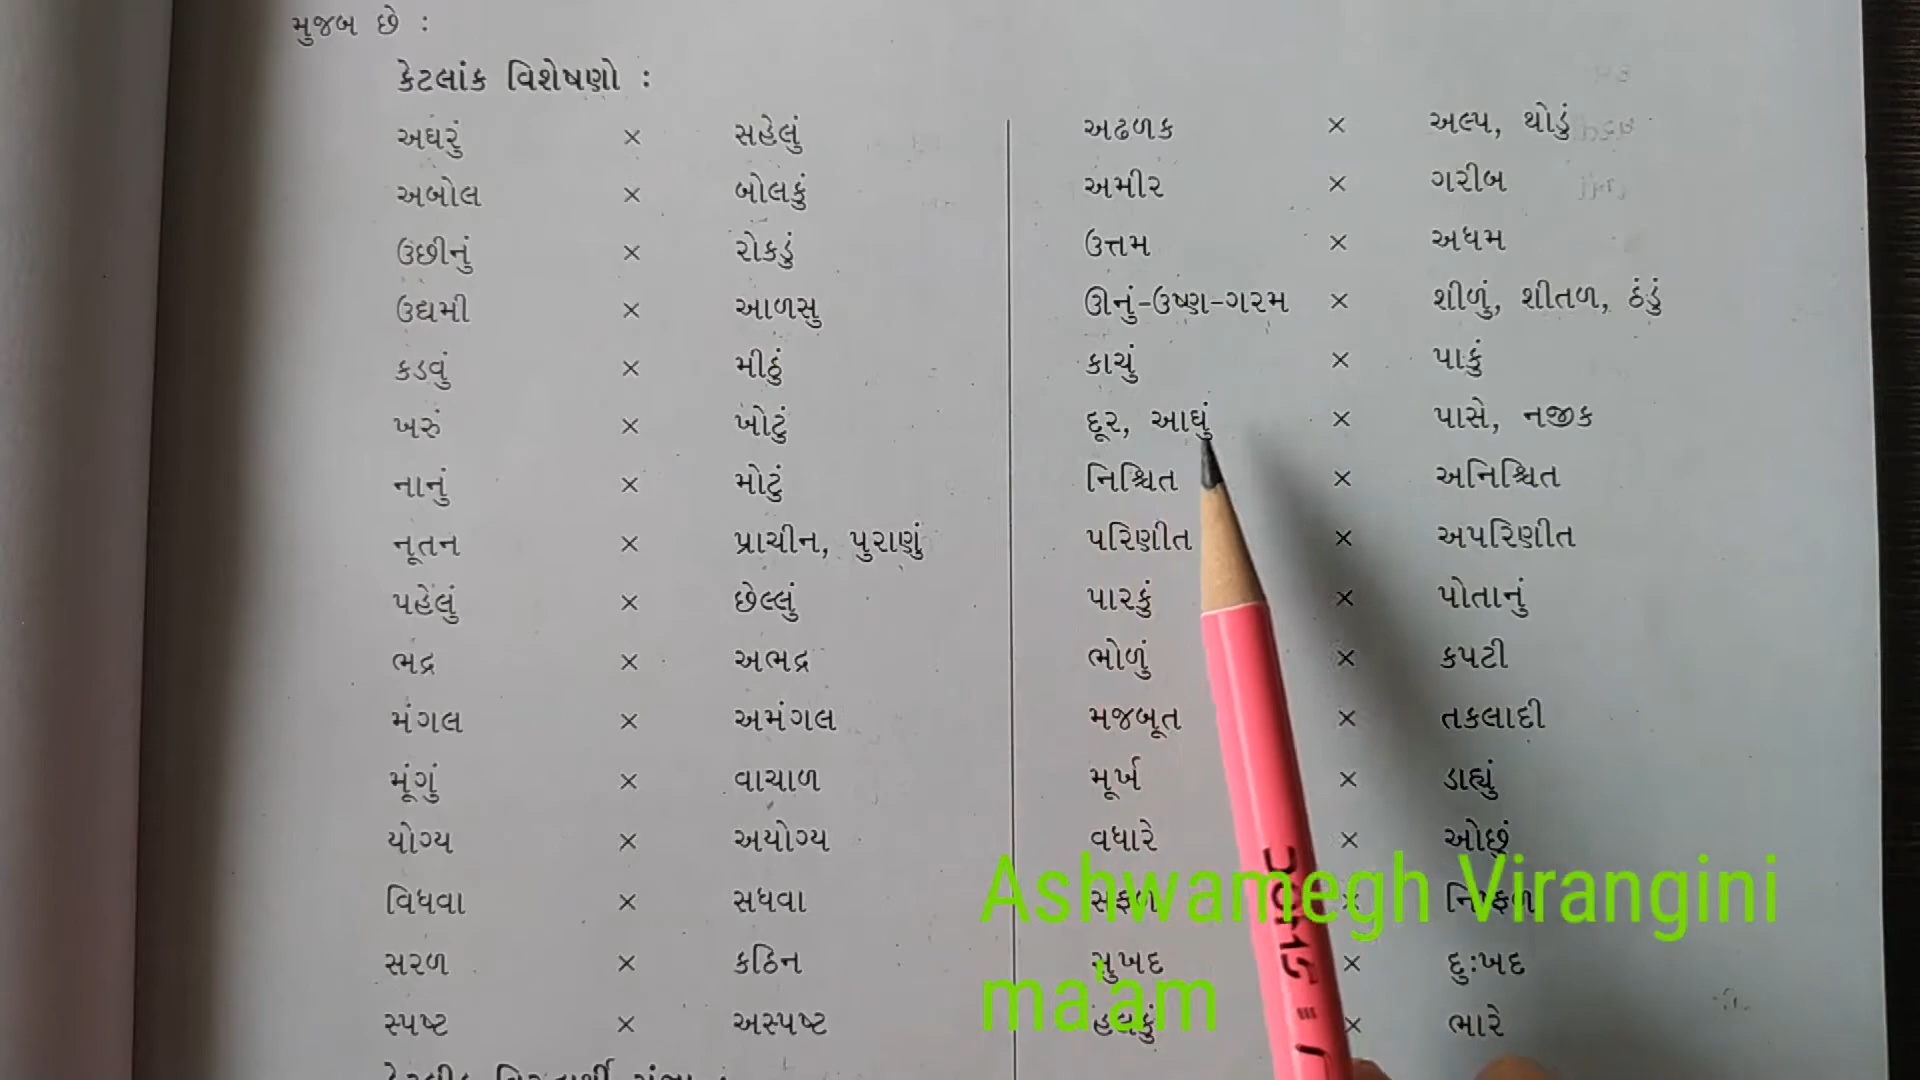 મુજબ છે :
કેટલાંક વિશેષણો :
અઘરું × સહેલું
અબોલ × બોલકું
ઉછીનું × રોકડું
ઉદ્યમી × આળસુ
કડવું × મીઠું
ખરું × ખોટું
નાનું × મોટું
નૂતન × પ્રાચીન, પુરાણું
પહેલું × છેલ્લું
ભદ્ર × અભદ્ર
મંગલ × અમંગલ
મૂંગું × વાચાળ
યોગ્ય × અયોગ્ય
વિધવા × સધવા
સરળ × કઠિન
સ્પષ્ટ × અસ્પષ્ટ
અઢળક × અલ્પ, થોડું
અમીર × ગરીબ
ઉત્તમ × અધમ
ઊનું-ઉષ્ણ-ગરમ × શીળું, શીતળ, ઠંડું
કાચું × પાકું
દૂર, આઘું × પાસે, નજીક
નિશ્ચિત × અનિશ્ચિત
પરિણીત × અપરિણીત
પારકું × પોતાનું
ભોળું × કપટી
મજબૂત × તકલાદી
મૂર્ખ × ડાહ્યું
વધારે × ઓછું
સફળ × નિષ્ફળ
સુખદ × દુઃખદ
હલકું × ભારે
Ashwamegh Virangini
ma'am